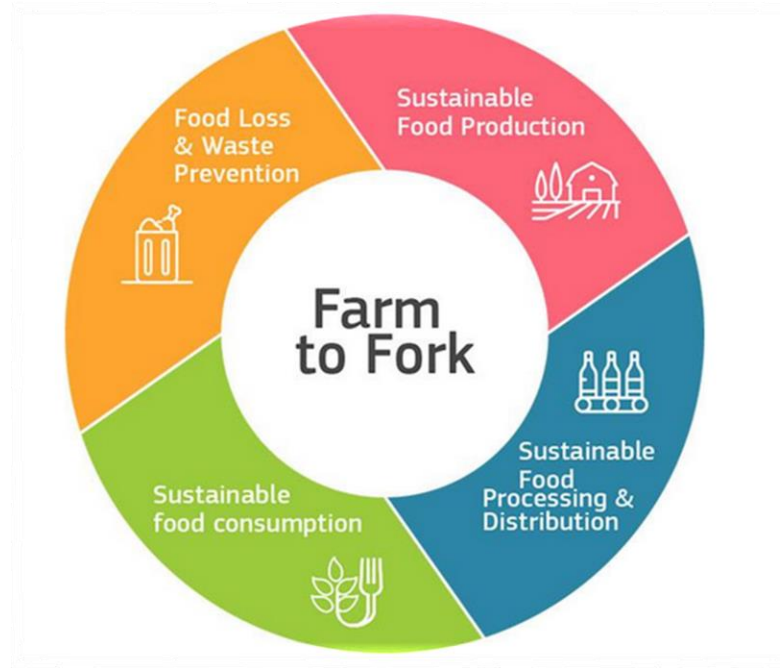 Sustainable
Food Production
Food Loss
& Waste
Prevention
Farm
to Fork
Sustainable
Food
Processing &
Distribution
Sustainable
food consumption